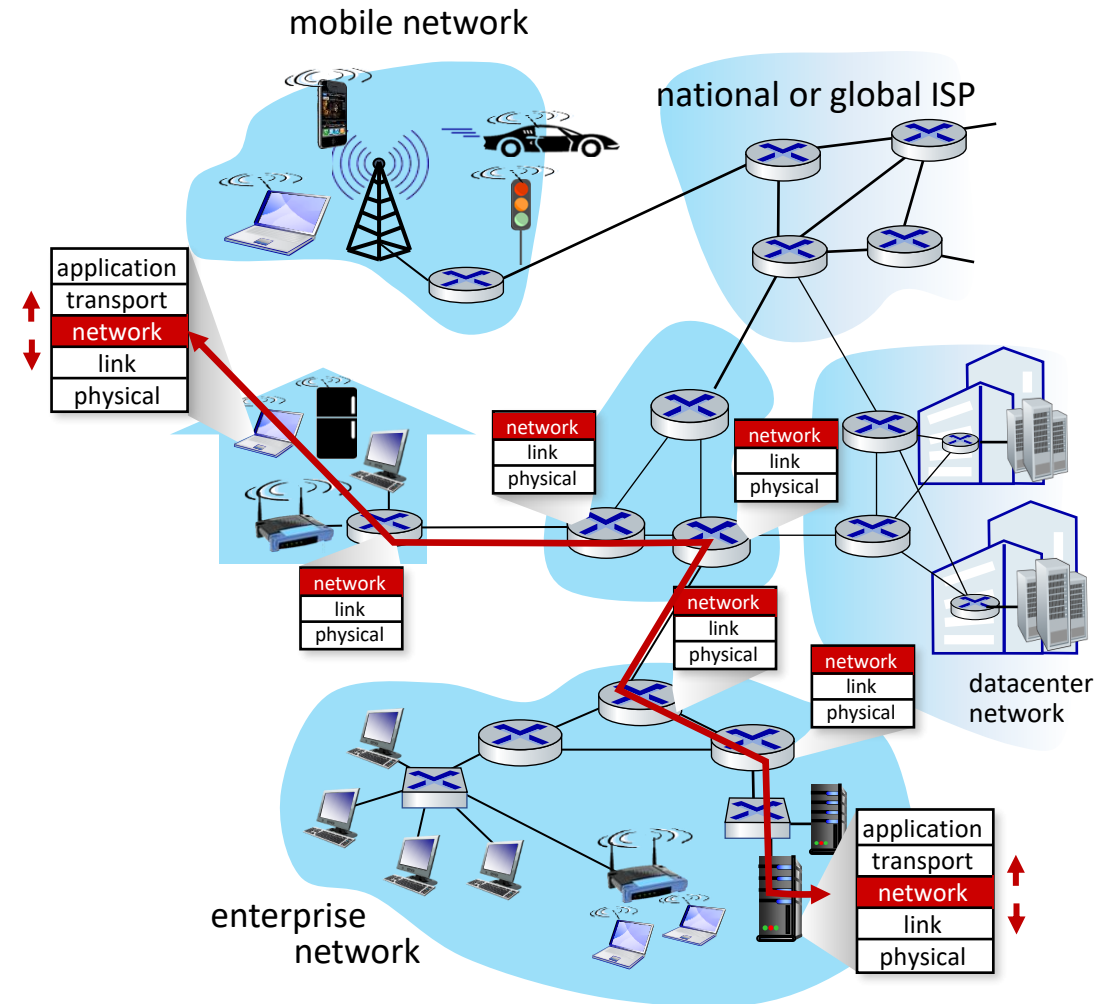 mobile network
national or global ISP
application
transport
network
link
physical
network
link
physical
network
link
physical
network
link
physical
network
link
physical
network
link
physical
datacenter
network
application
transport
network
link
physical
enterprise
network